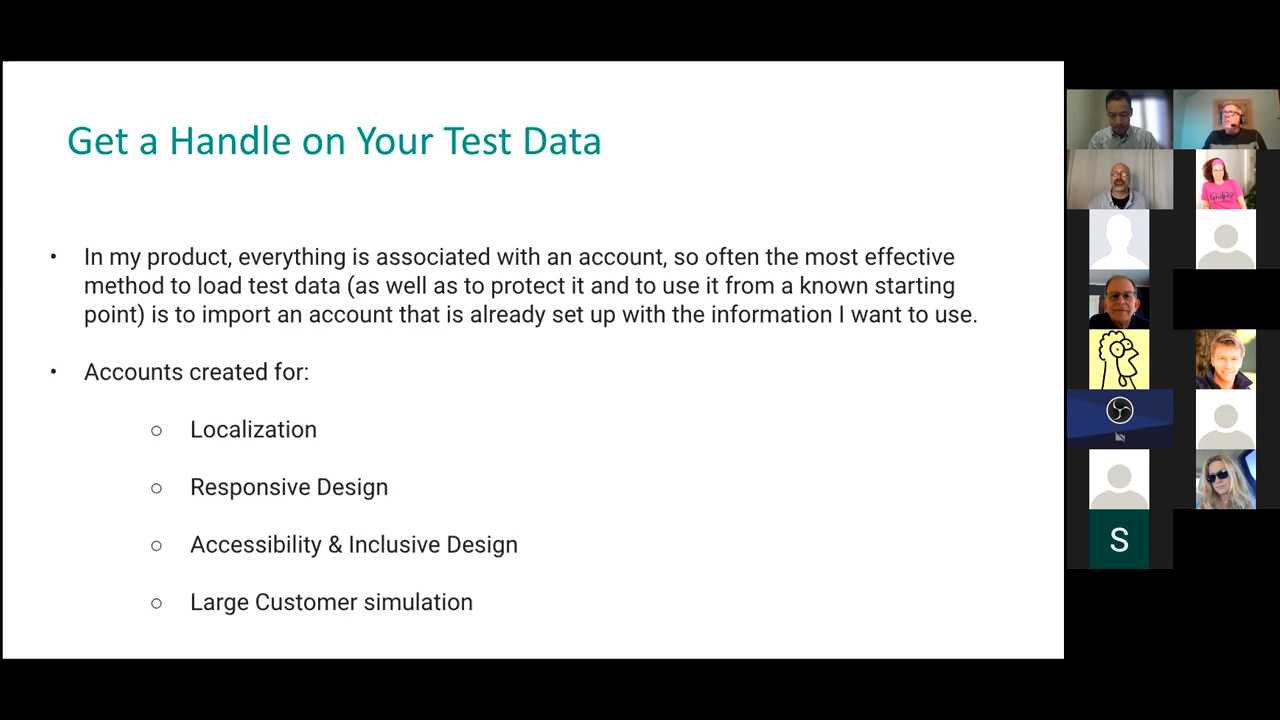 Get a Handle on Your Test Data
• In my product, everything is associated with an account, so often the most effective
method to load test data (as well as to protect it and to use it from a known starting
point) is to import an account that is already set up with the information I want to use.
• Accounts created for:
○ Localization
○ Responsive Design
○ Accessibility & Inclusive Design
○ Large Customer simulation
S